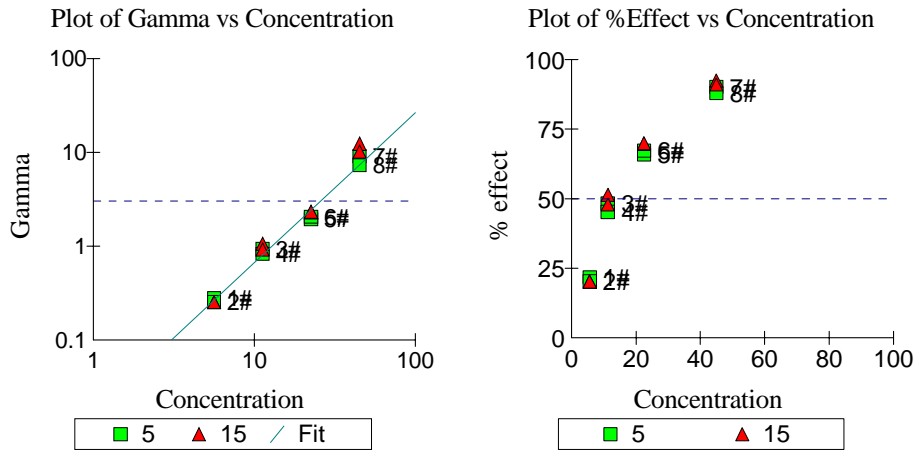 Plot of Gamma vs Concentration
100
10
1
0.1
Gamma
1#
2#
3#
4#
6#
5#
7#
8#
1 10 100
Concentration
5 15 Fit
Plot of %Effect vs Concentration
100
75
50
25
0
% effect
1#
2#
3#
4#
6#
5#
7#
8#
0 20 40 60 80 100
Concentration
5 15